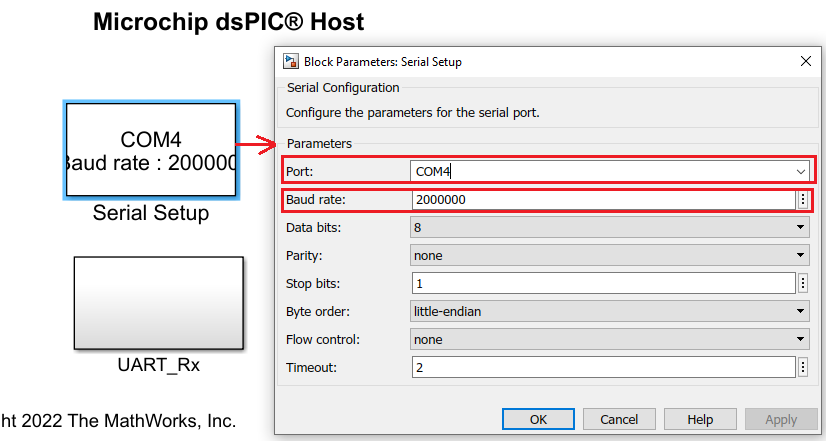 Microchip dsPIC® Host
COM4
Baud rate : 200000
Serial Setup
UART_Rx
ht 2022 The MathWorks, Inc.
Block Parameters: Serial Setup
Serial Configuration
Configure the parameters for the serial port.
Parameters
Port: COM4
Baud rate: 2000000
Data bits: 8
Parity: none
Stop bits: 1
Byte order: little-endian
Flow control: none
Timeout: 2
OK Cancel Help Apply